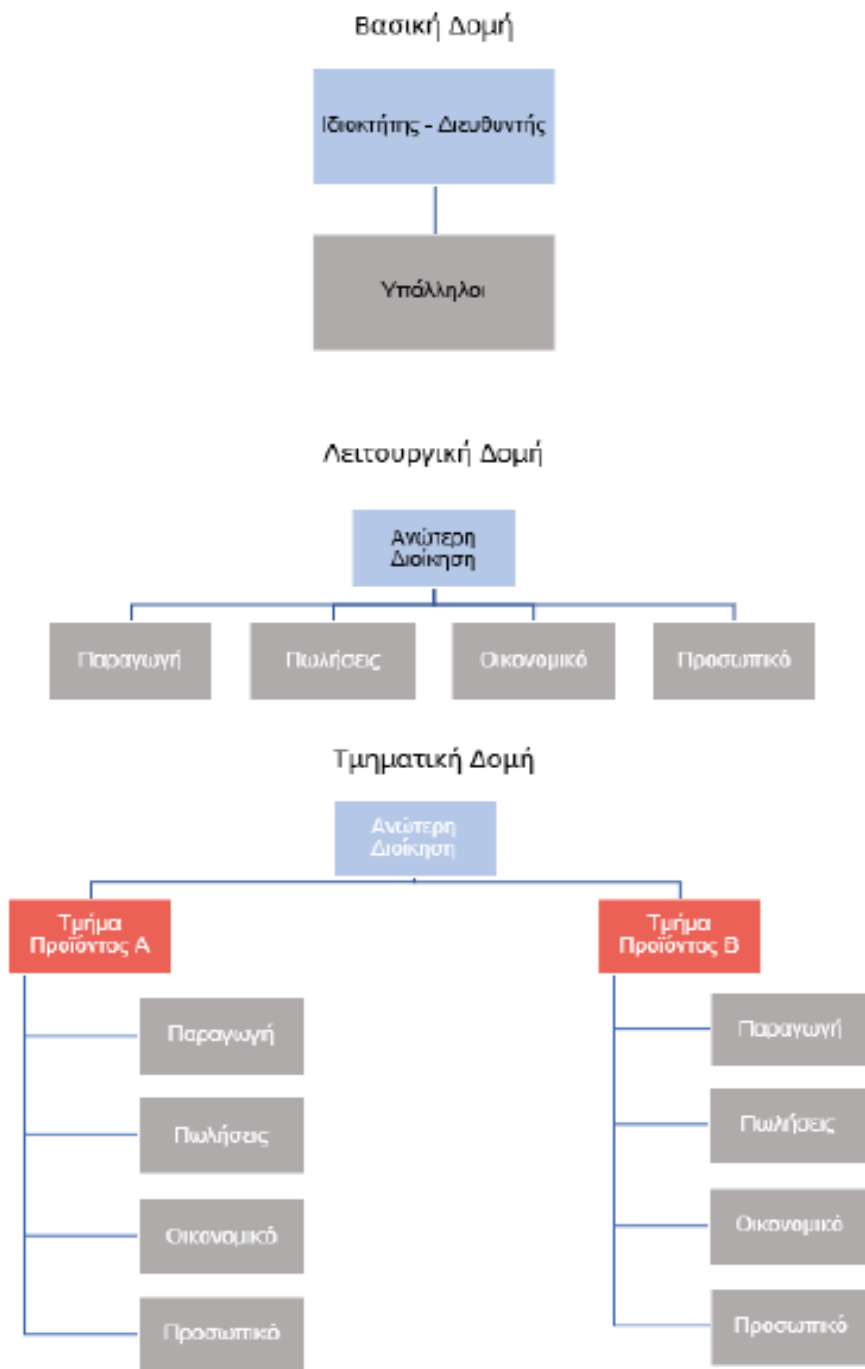 Βασική Δομή
Ιδιοκτήτης - Διευθυντής
Υπάλληλοι
Λειτουργική Δομή
Ανώτερη
Διοίκηση
Παραγωγή
Πωλήσεις
Οικονομικό
Προσωπικό
Τμηματική Δομή
Ανώτερη
Διοίκηση
Τμήμα
Προϊόντος Α
Παραγωγή
Πωλήσεις
Οικονομικό
Προσωπικό
Τμήμα
Προϊόντος Β
Παραγωγή
Πωλήσεις
Οικονομικό
Προσωπικό